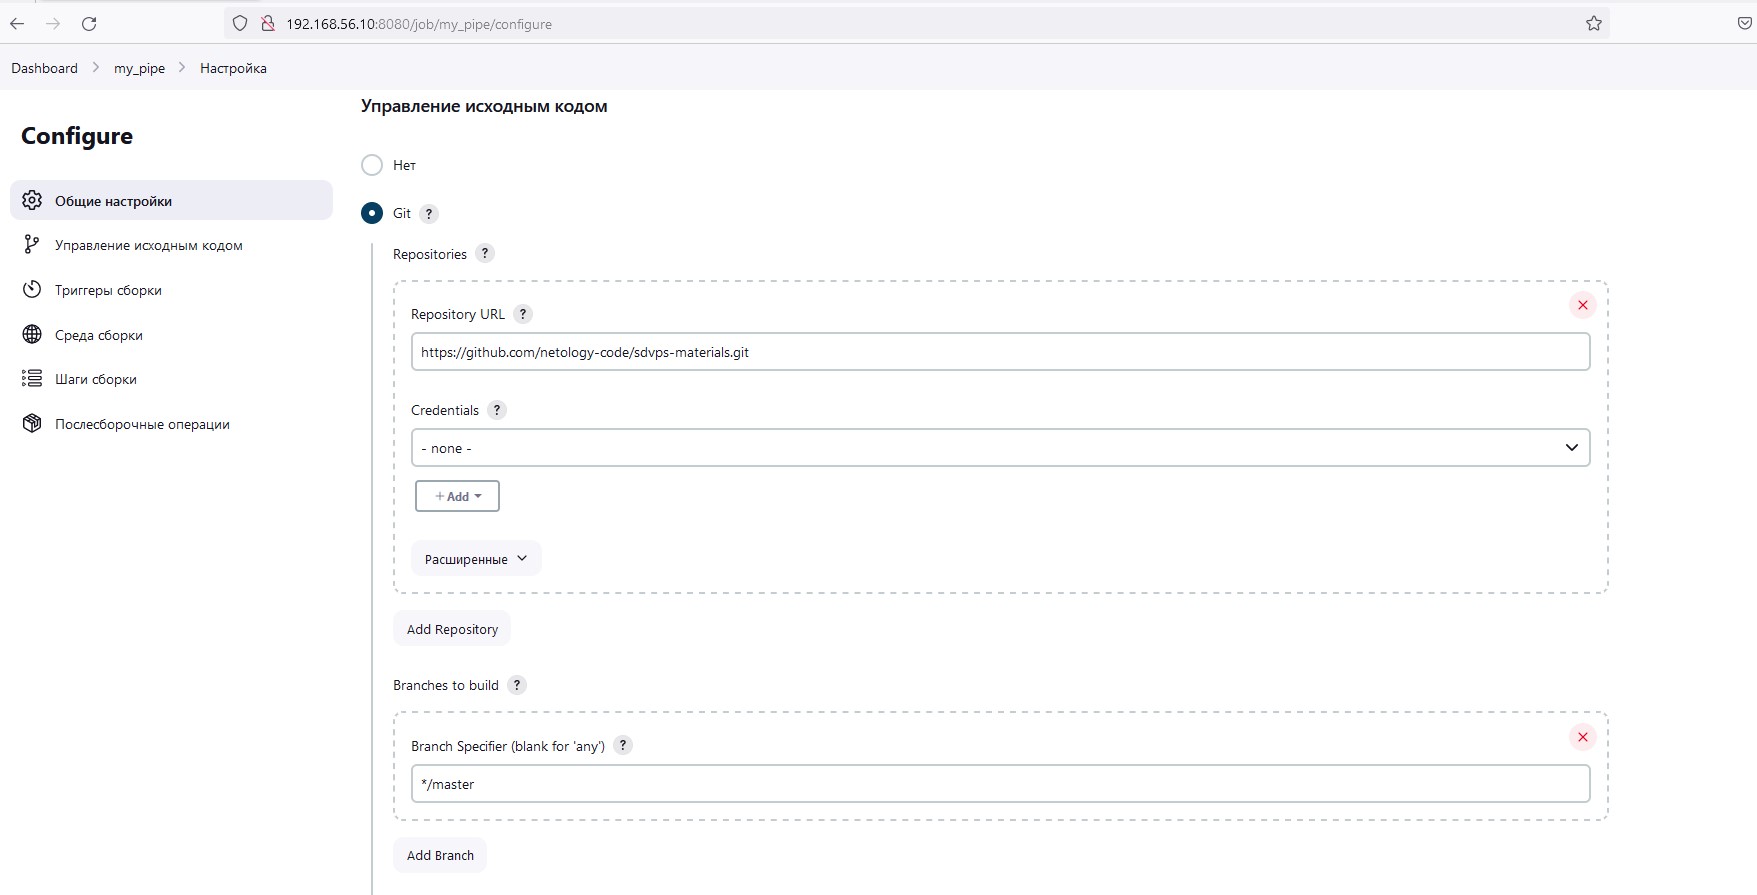 192.168.56.10:8080/job/my_pipe/configure
Dashboard > my_pipe > Настройка
Configure
Общие настройки
Управление исходным кодом
Триггеры сборки
Среда сборки
Шаги сборки
Послесборочные операции
Управление исходным кодом
Нет
Git ?
Repositories ?
Repository URL ?
https://github.com/netology-code/sdvps-materials.git
Credentials ?
- none -
+ Add
Расширенные
Add Repository
Branches to build ?
Branch Specifier (blank for 'any') ?
*/master
Add Branch